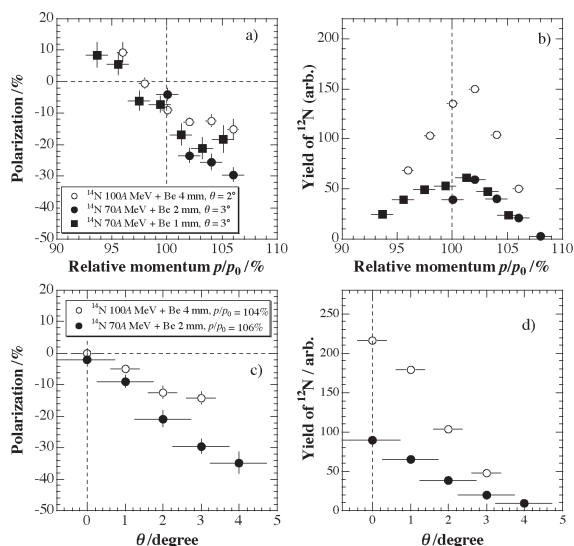 a)
20
10
0
-10
-20
-30
-40
-50
Polarization /%
○ ¹⁴N 100A MeV + Be 4 mm, θ = 2°
● ¹⁴N 70A MeV + Be 2 mm, θ = 3°
■ ¹⁴N 70A MeV + Be 1 mm, θ = 3°
90 95 100 105 110
Relative momentum p/p₀/%
b)
200
150
100
50
0
Yield of ¹²N (arb.)
90 95 100 105 110
Relative momentum p/p₀/%
○ ¹⁴N 100A MeV + Be 4 mm, p/p₀ = 104%
● ¹⁴N 70A MeV + Be 2 mm, p/p₀ = 106%
c)
20
10
0
-10
-20
-30
-40
-50
Polarization /%
0 1 2 3 4 5
θ/degree
d)
250
200
150
100
50
0
Yield of ¹²N / arb.
0 1 2 3 4 5
θ/degree